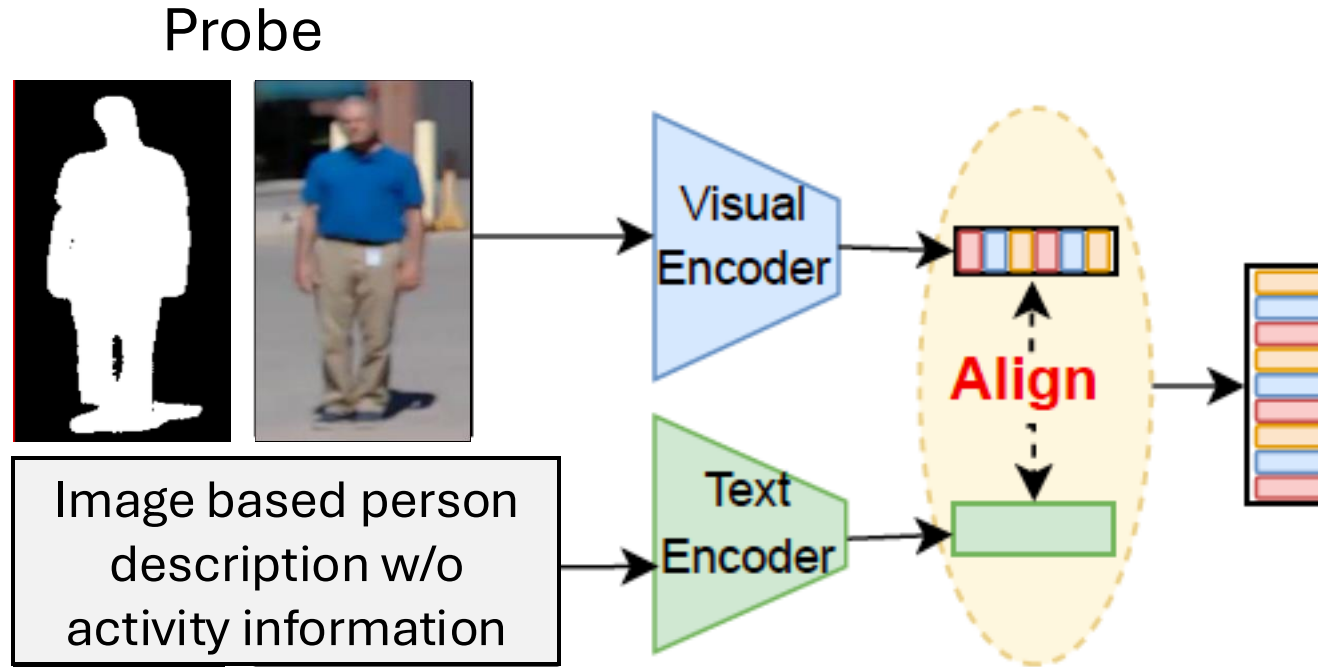 Probe
Visual
Encoder
Align
Text
Encoder
Image based person
description w/o
activity information